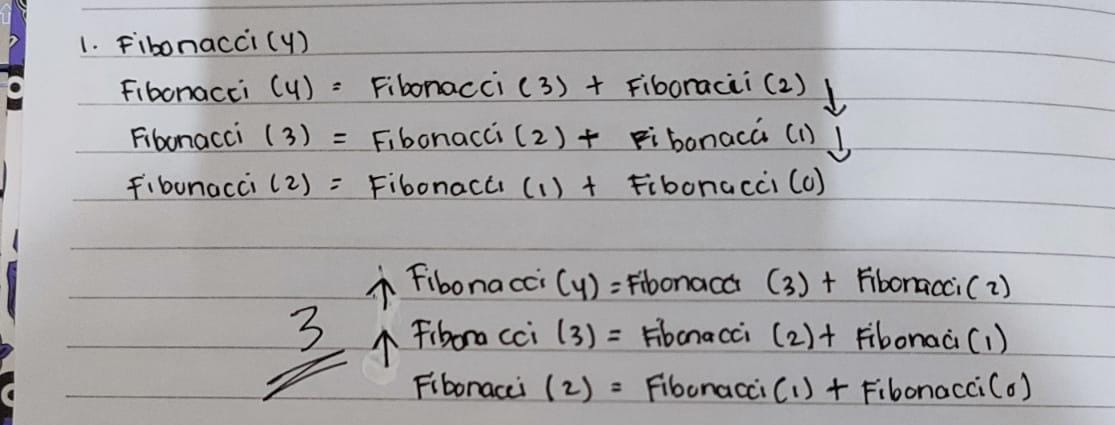 1. Fibonacci (4)
Fibonacci (4) = Fibonacci (3) + Fibonacci (2) ↓
Fibonacci (3) = Fibonacci (2) + Fibonacci (1) ↓
Fibonacci (2) = Fibonacci (1) + Fibonacci (0)
↑ Fibonacci (4) = Fibonacci (3) + Fibonacci (2)
3 ↑ Fibonacci (3) = Fibonacci (2) + Fibonaci (1)
Fibonacci (2) = Fibonacci (1) + Fibonacci (0)